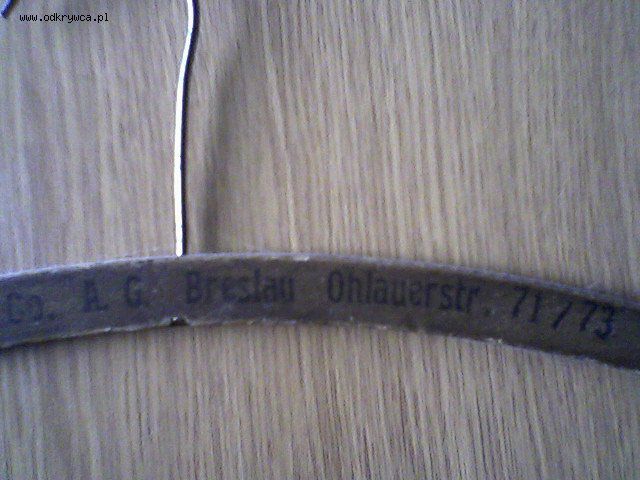 www.odkrywca.pl
Co. A. G. Breslau Ohlauerstr. 71/73